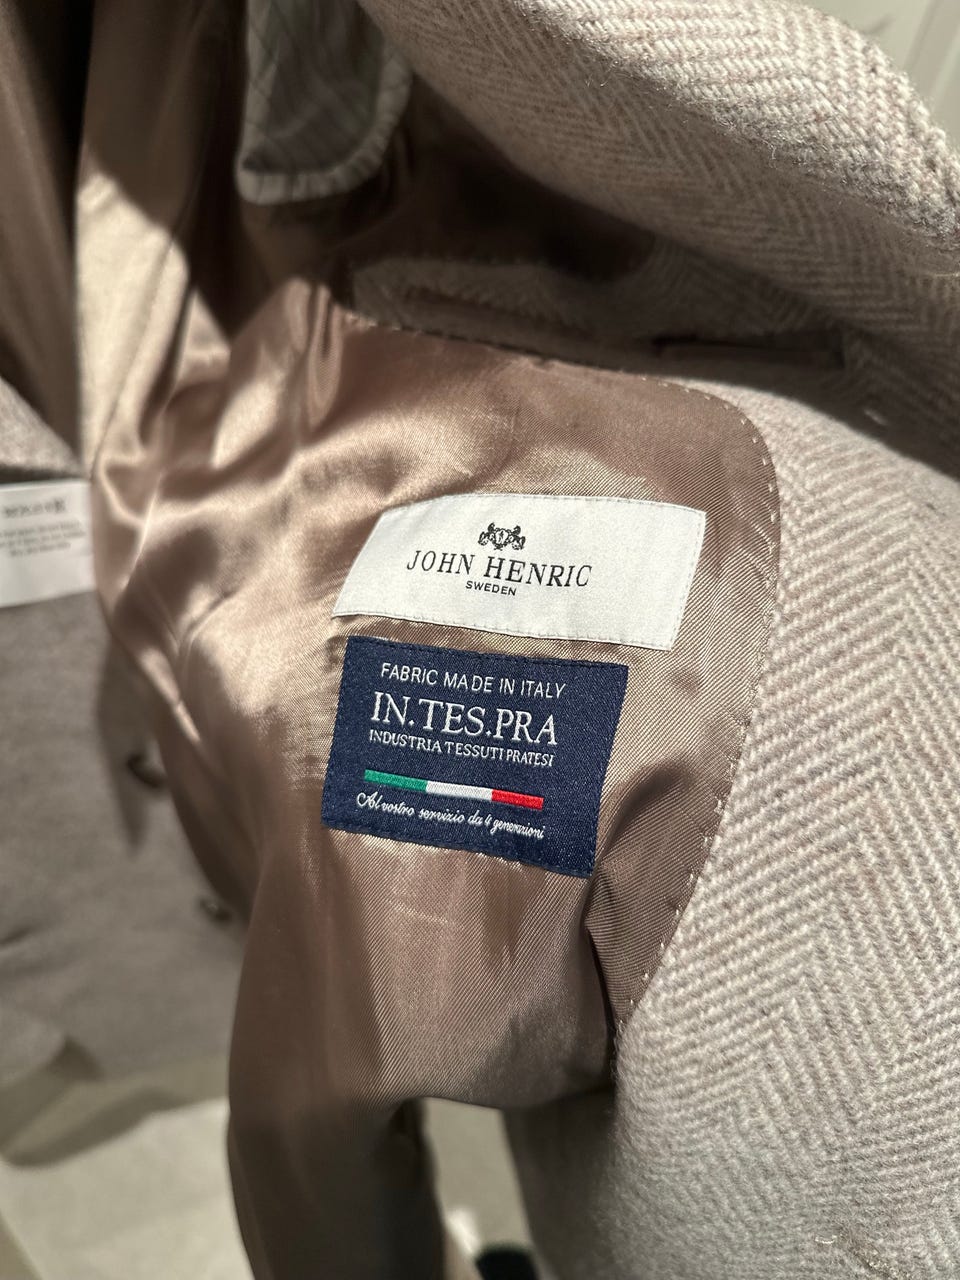 JOHN HENRIC
SWEDEN
FABRIC MADE IN ITALY
IN.TES.PRA
INDUSTRIA TESSUTI PRATESI
Al vostro servizio da 4 generazioni